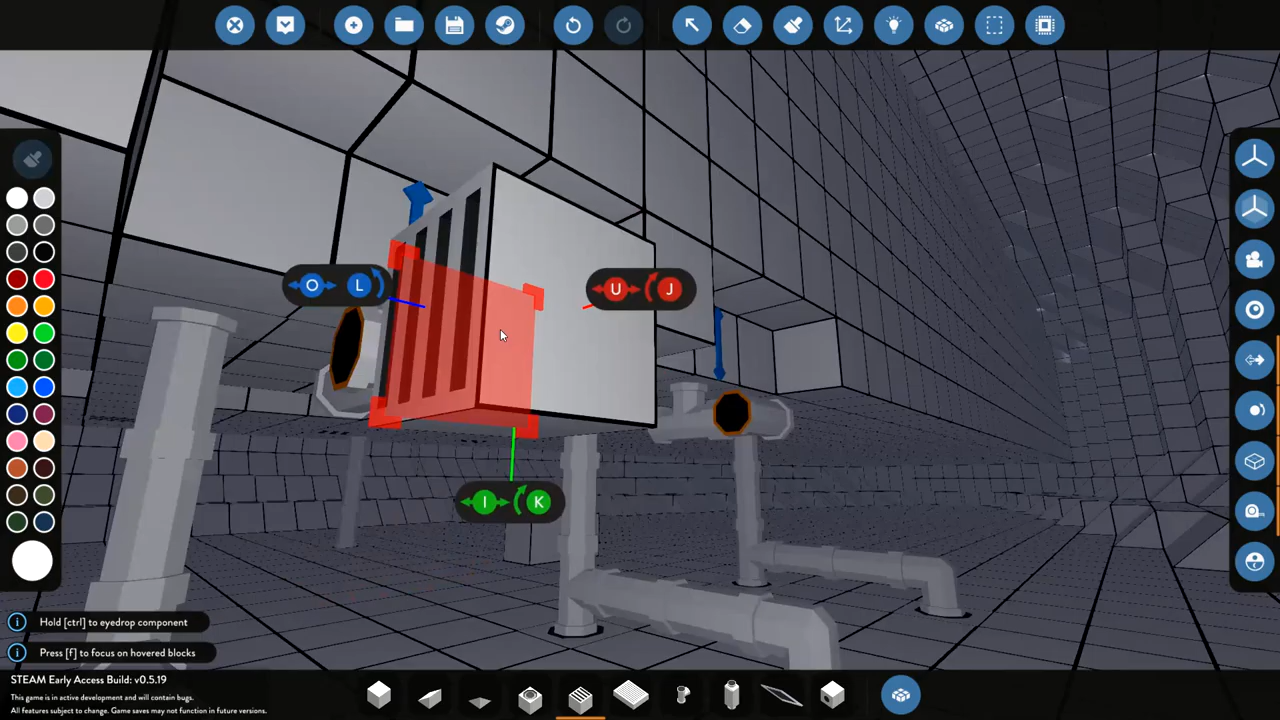 O L
U J
I K
Hold [ctrl] to eyedrop component
Press [f] to focus on hovered blocks
STEAM Early Access Build: v0.5.19
This game is in active development and will contain bugs.
All features subject to change. Game saves may not function in future versions.